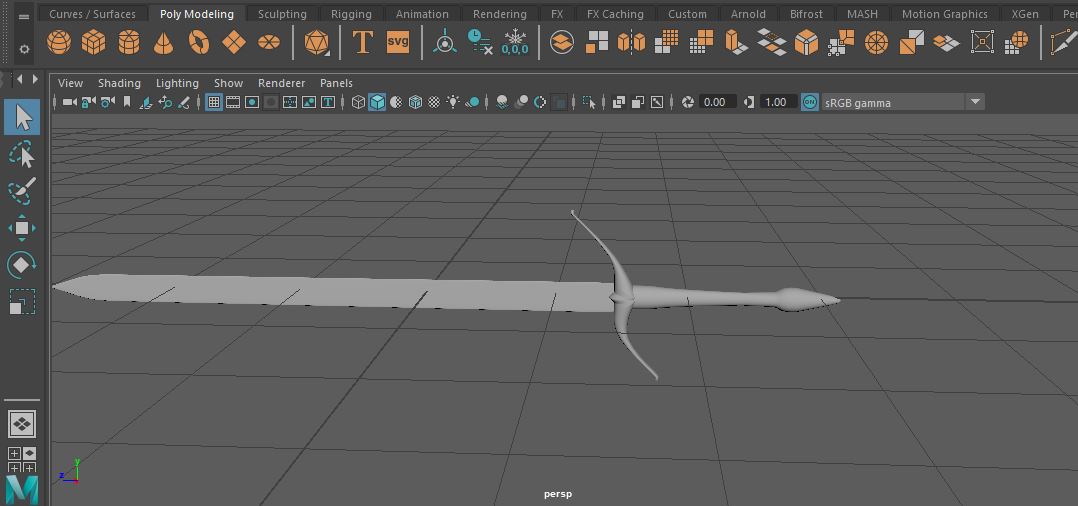 Curves / Surfaces Poly Modeling Sculpting Rigging Animation Rendering FX FX Caching Custom Arnold Bifrost MASH Motion Graphics XGen
T svg 0,0,0
View Shading Lighting Show Renderer Panels
T 0.00 1.00 ON sRGB gamma
y
z
persp
M